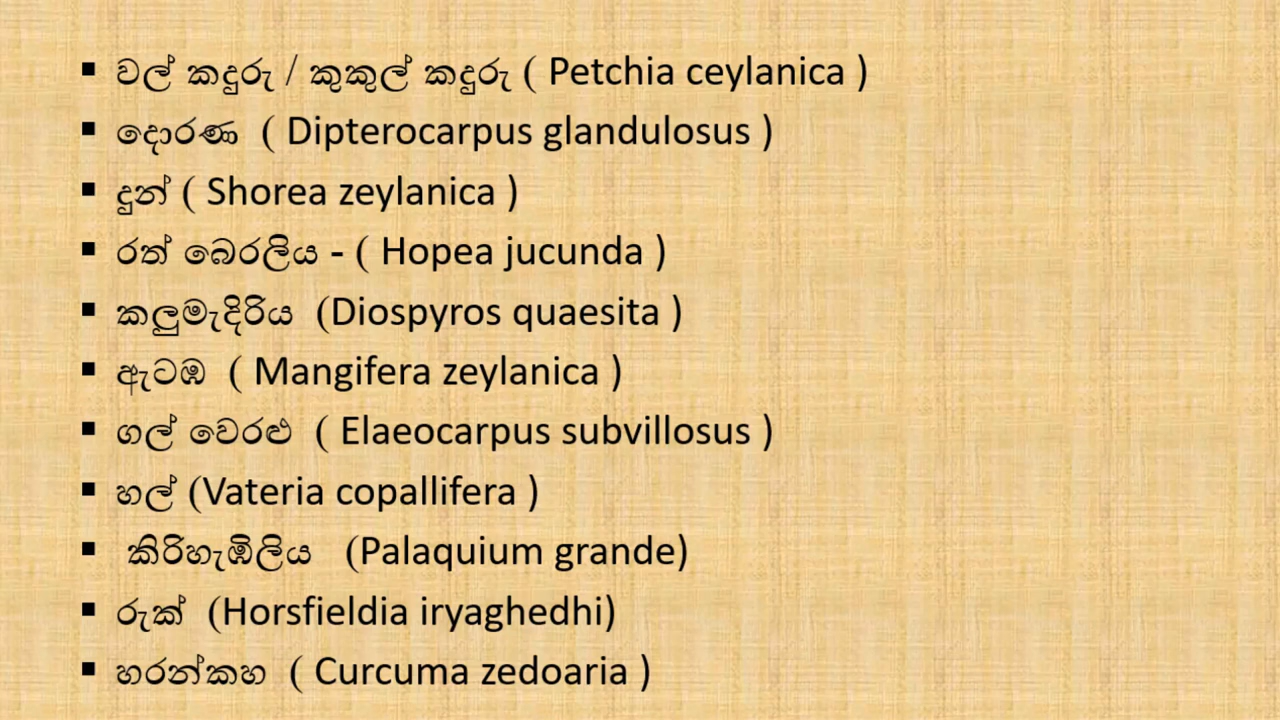 ▪ වල් කදුරු / කුකුල් කදුරු ( Petchia ceylanica )
▪ දොරණ ( Dipterocarpus glandulosus )
▪ දුන් ( Shorea zeylanica )
▪ රත් බෙරලිය - ( Hopea jucunda )
▪ කලුමැදිරිය (Diospyros quaesita )
▪ ඇටඹ ( Mangifera zeylanica )
▪ ගල් වෙරළු ( Elaeocarpus subvillosus )
▪ හල් (Vateria copallifera )
▪ කිරිහැඹිලිය (Palaquium grande)
▪ රුක් (Horsfieldia iryaghedhi)
▪ හරන්කහ ( Curcuma zedoaria )